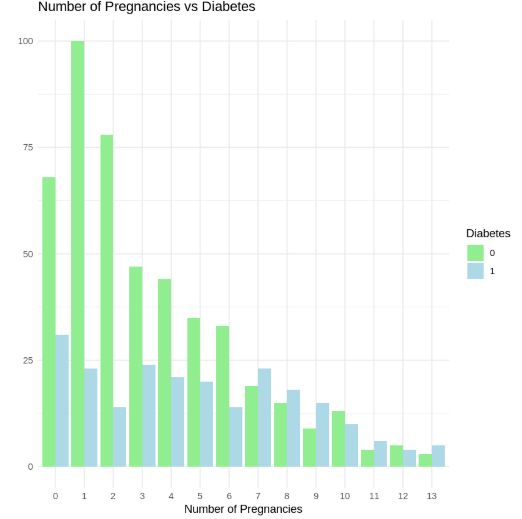 Number of Pregnancies vs Diabetes
100
75
50
25
0
0 1 2 3 4 5 6 7 8 9 10 11 12 13
Number of Pregnancies
Diabetes
0
1